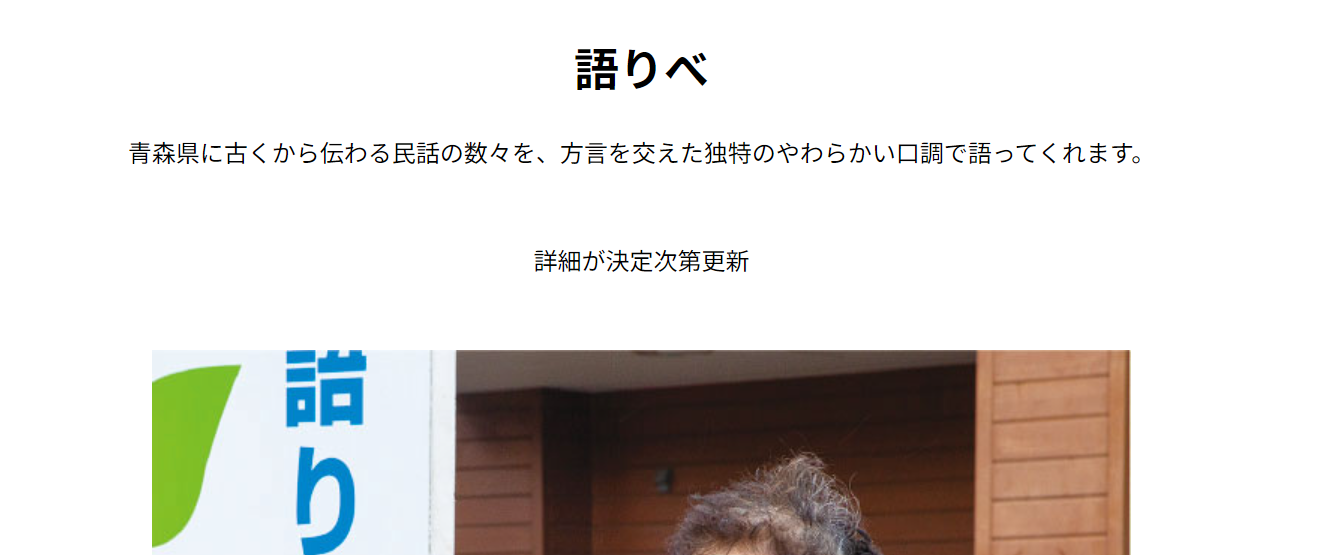 語りべ
青森県に古くから伝わる民話の数々を、方言を交えた独特のやわらかい口調で語ってくれます。
詳細が決定次第更新
語り